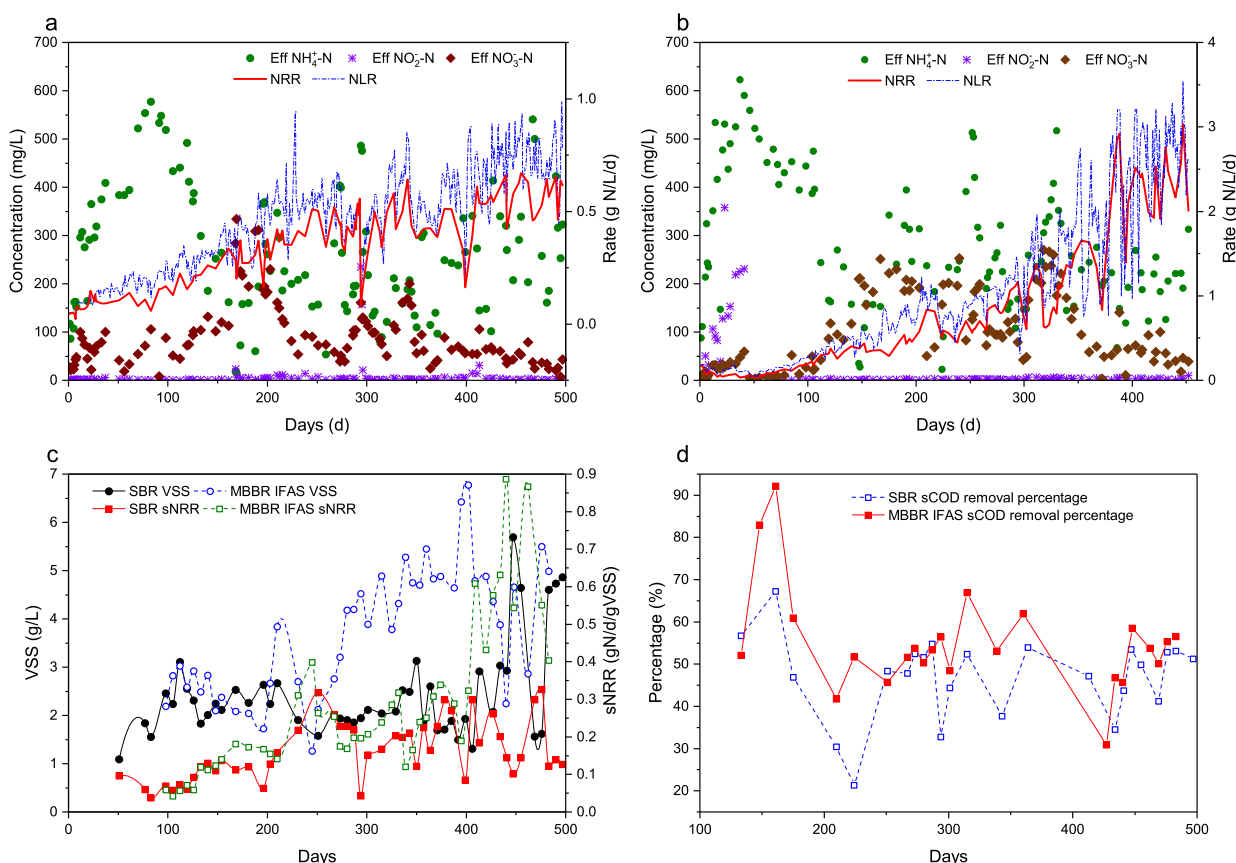 a
700
600
500
400
300
200
100
0
Concentration (mg/L)
Eff NH₄⁺-N Eff NO₂⁻-N Eff NO₃⁻-N
NRR NLR
1.0
0.5
0.0
Rate (g N/L/d)
0 100 200 300 400 500
Days (d)
b
700
600
500
400
300
200
100
0
Concentration (mg/L)
Eff NH₄⁺-N Eff NO₂⁻-N Eff NO₃⁻-N
NRR NLR
4
3
2
1
0
Rate (g N/L/d)
0 100 200 300 400
Days (d)
c
7
6
5
4
3
2
1
0
VSS (g/L)
SBR VSS MBBR IFAS VSS
SBR sNRR MBBR IFAS sNRR
0.9
0.8
0.7
0.6
0.5
0.4
0.3
0.2
0.1
0.0
sNRR (gN/d/gVSS)
0 100 200 300 400 500
Days
d
90
80
70
60
50
40
30
20
Percentage (%)
SBR sCOD removal percentage
MBBR IFAS sCOD removal percentage
100 200 300 400 500
Days